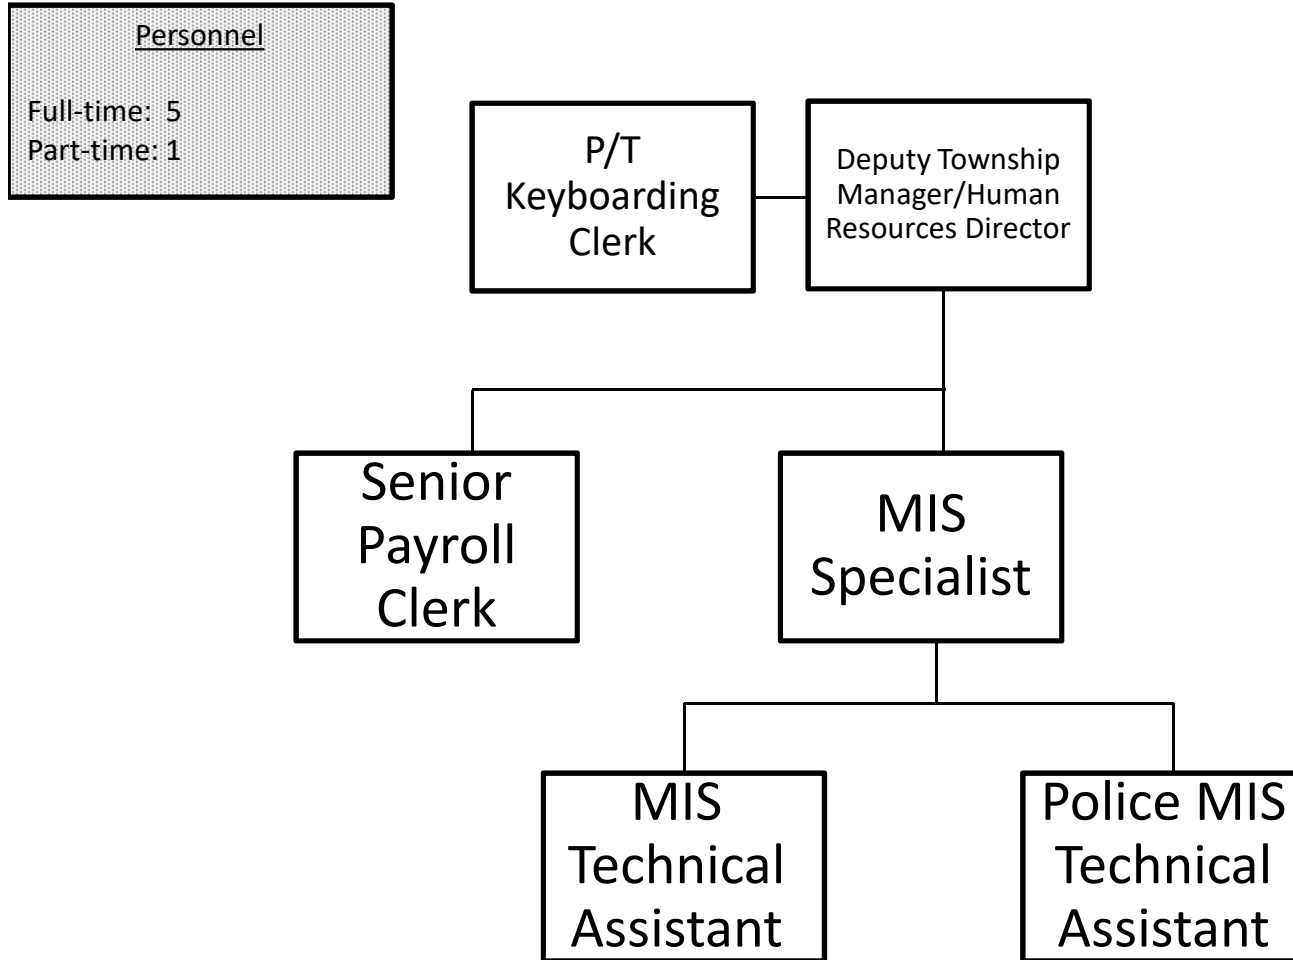 Personnel
Full-time: 5
Part-time: 1
P/T
Keyboarding
Clerk
Deputy Township
Manager/Human
Resources Director
Senior
Payroll
Clerk
MIS
Specialist
MIS
Technical
Assistant
Police MIS
Technical
Assistant